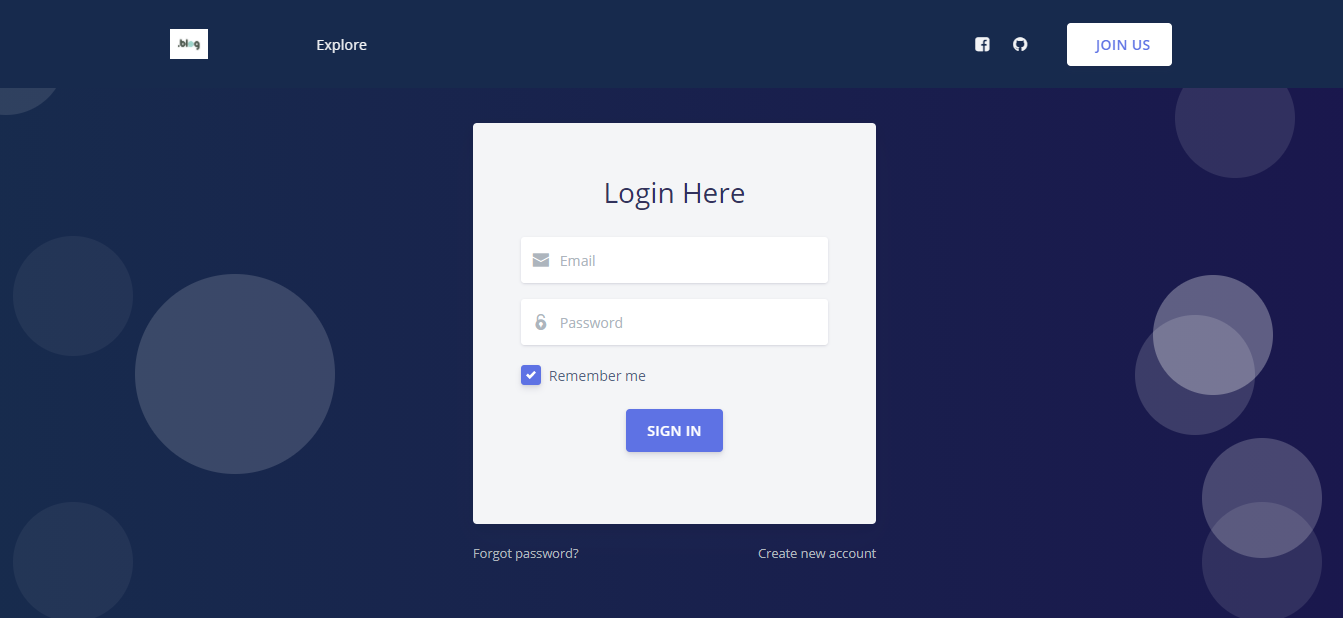 .blog
Explore
JOIN US
Login Here
Email
Password
Remember me
SIGN IN
Forgot password?
Create new account